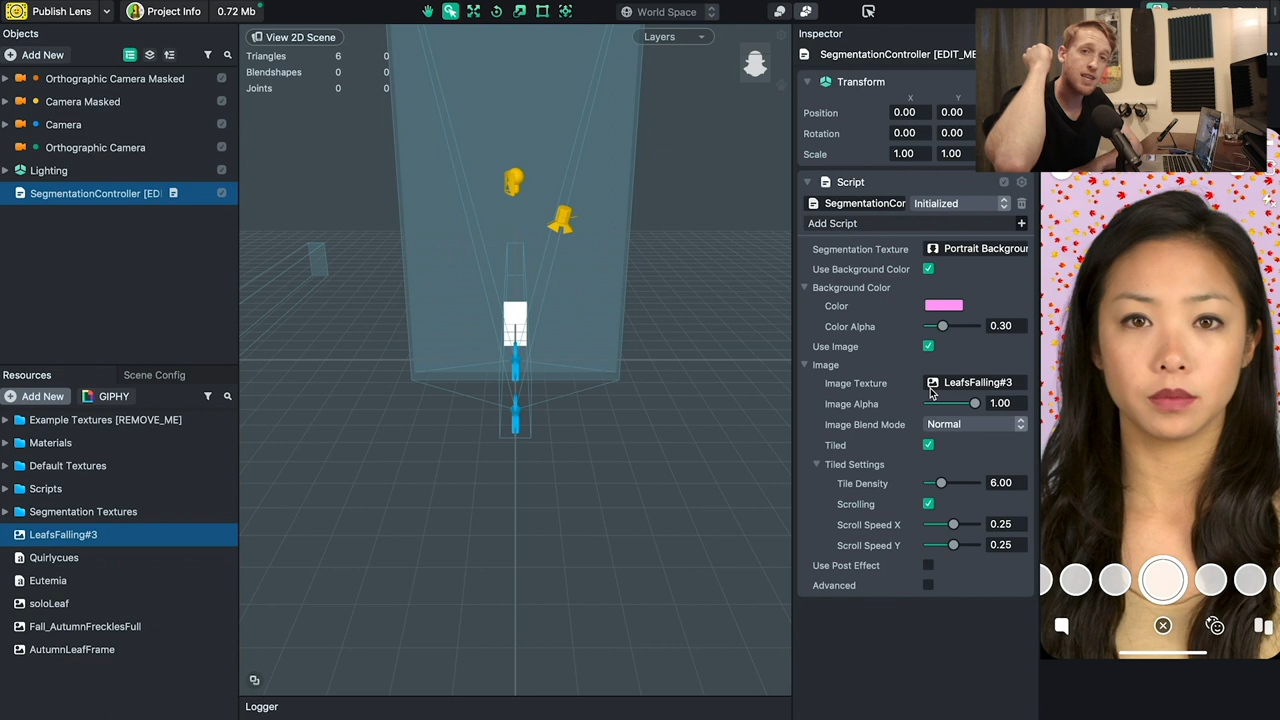 Publish Lens
Project Info
0.72 Mb
World Space
Objects
Add New
Orthographic Camera Masked
Camera Masked
Camera
Orthographic Camera
Lighting
SegmentationController [EDI
View 2D Scene
Layers
Triangles 6 0
Blendshapes 0 0
Joints 0 0
Resources
Scene Config
Add New
GIPHY
Example Textures [REMOVE_ME]
Materials
Default Textures
Scripts
Segmentation Textures
LeafsFalling#3
Quirlycues
Eutemia
soloLeaf
Fall_AutumnFrecklesFull
AutumnLeafFrame
Logger
Inspector
SegmentationController [EDIT_ME
Transform
X Y
Position 0.00 0.00
Rotation 0.00 0.00
Scale 1.00 1.00
Script
SegmentationCor Initialized
Add Script
Segmentation Texture Portrait Backgroun
Use Background Color
Background Color
Color
Color Alpha 0.30
Use Image
Image
Image Texture LeafsFalling#3
Image Alpha 1.00
Image Blend Mode Normal
Tiled
Tiled Settings
Tile Density 6.00
Scrolling
Scroll Speed X 0.25
Scroll Speed Y 0.25
Use Post Effect
Advanced